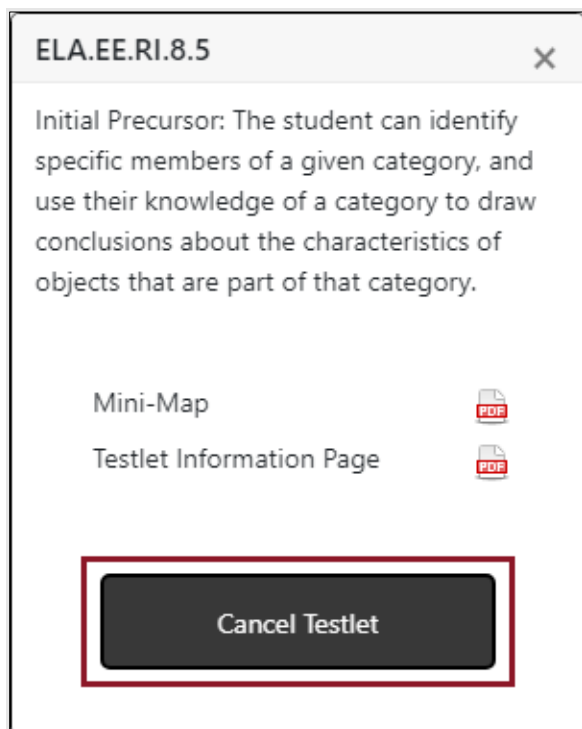 ELA.EE.RI.8.5
×
Initial Precursor: The student can identify
specific members of a given category, and
use their knowledge of a category to draw
conclusions about the characteristics of
objects that are part of that category.
Mini-Map
PDF
Testlet Information Page
PDF
Cancel Testlet